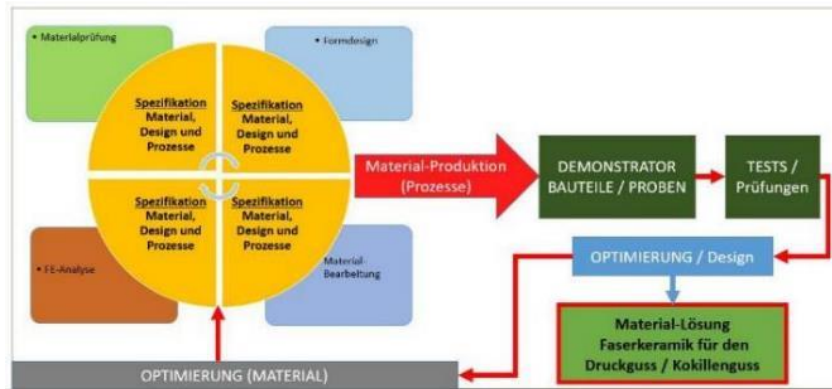 • Materialprüfung
• Formdesign
Spezifikation
Material,
Design und
Prozesse
Spezifikation
Material,
Design und
Prozesse
Spezifikation
Material,
Design und
Prozesse
Spezifikation
Material,
Design und
Prozesse
• FE-Analyse
Material-
Bearbeitung
Material-Produktion
(Prozesse)
DEMONSTRATOR
BAUTEILE / PROBEN
TESTS /
Prüfungen
OPTIMIERUNG / Design
Material-Lösung
Faserkeramik für den
Druckguss / Kokillenguss
OPTIMIERUNG (MATERIAL)